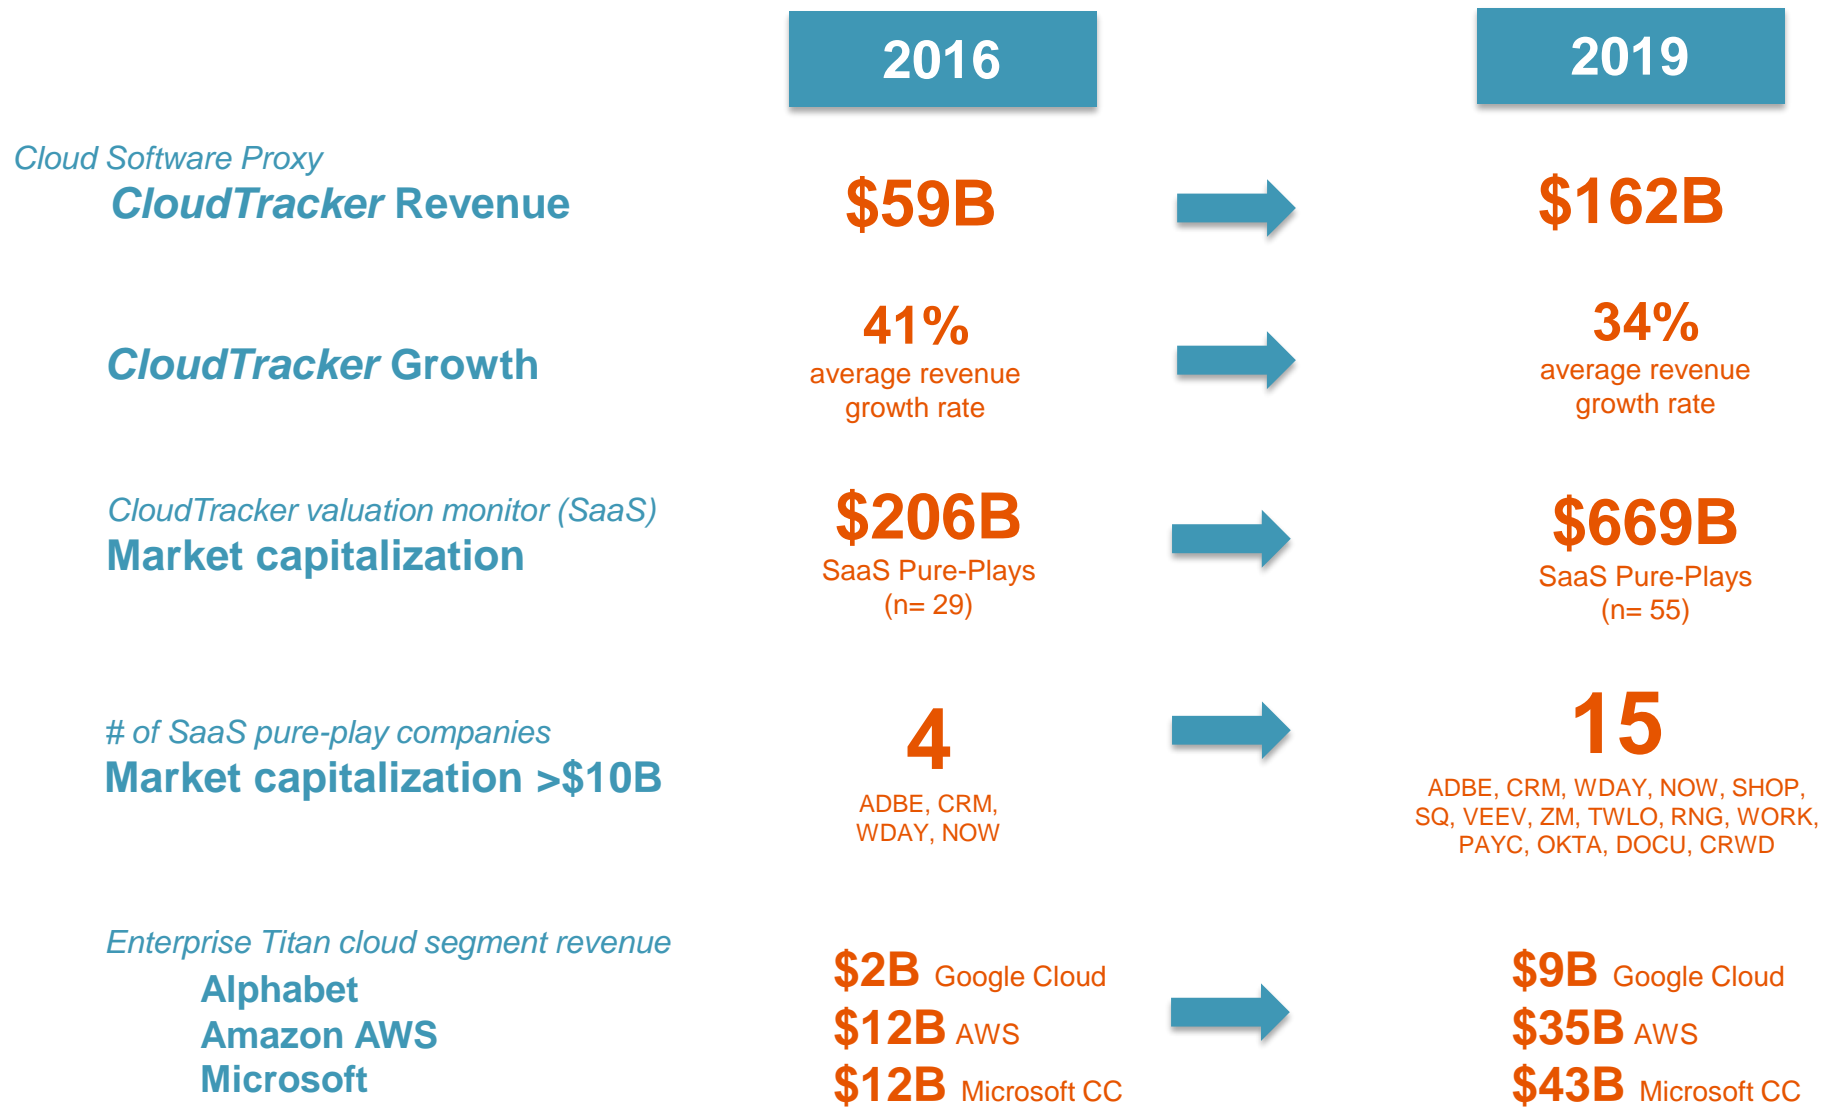 2016
2019
Cloud Software Proxy
CloudTracker Revenue
$59B
$162B
CloudTracker Growth
41%
average revenue
growth rate
34%
average revenue
growth rate
CloudTracker valuation monitor (SaaS)
Market capitalization
$206B
SaaS Pure-Plays
(n= 29)
$669B
SaaS Pure-Plays
(n= 55)
# of SaaS pure-play companies
Market capitalization >$10B
4
ADBE, CRM,
WDAY, NOW
15
ADBE, CRM, WDAY, NOW, SHOP,
SQ, VEEV, ZM, TWLO, RNG, WORK,
PAYC, OKTA, DOCU, CRWD
Enterprise Titan cloud segment revenue
Alphabet
Amazon AWS
Microsoft
$2B Google Cloud
$12B AWS
$12B Microsoft CC
$9B Google Cloud
$35B AWS
$43B Microsoft CC